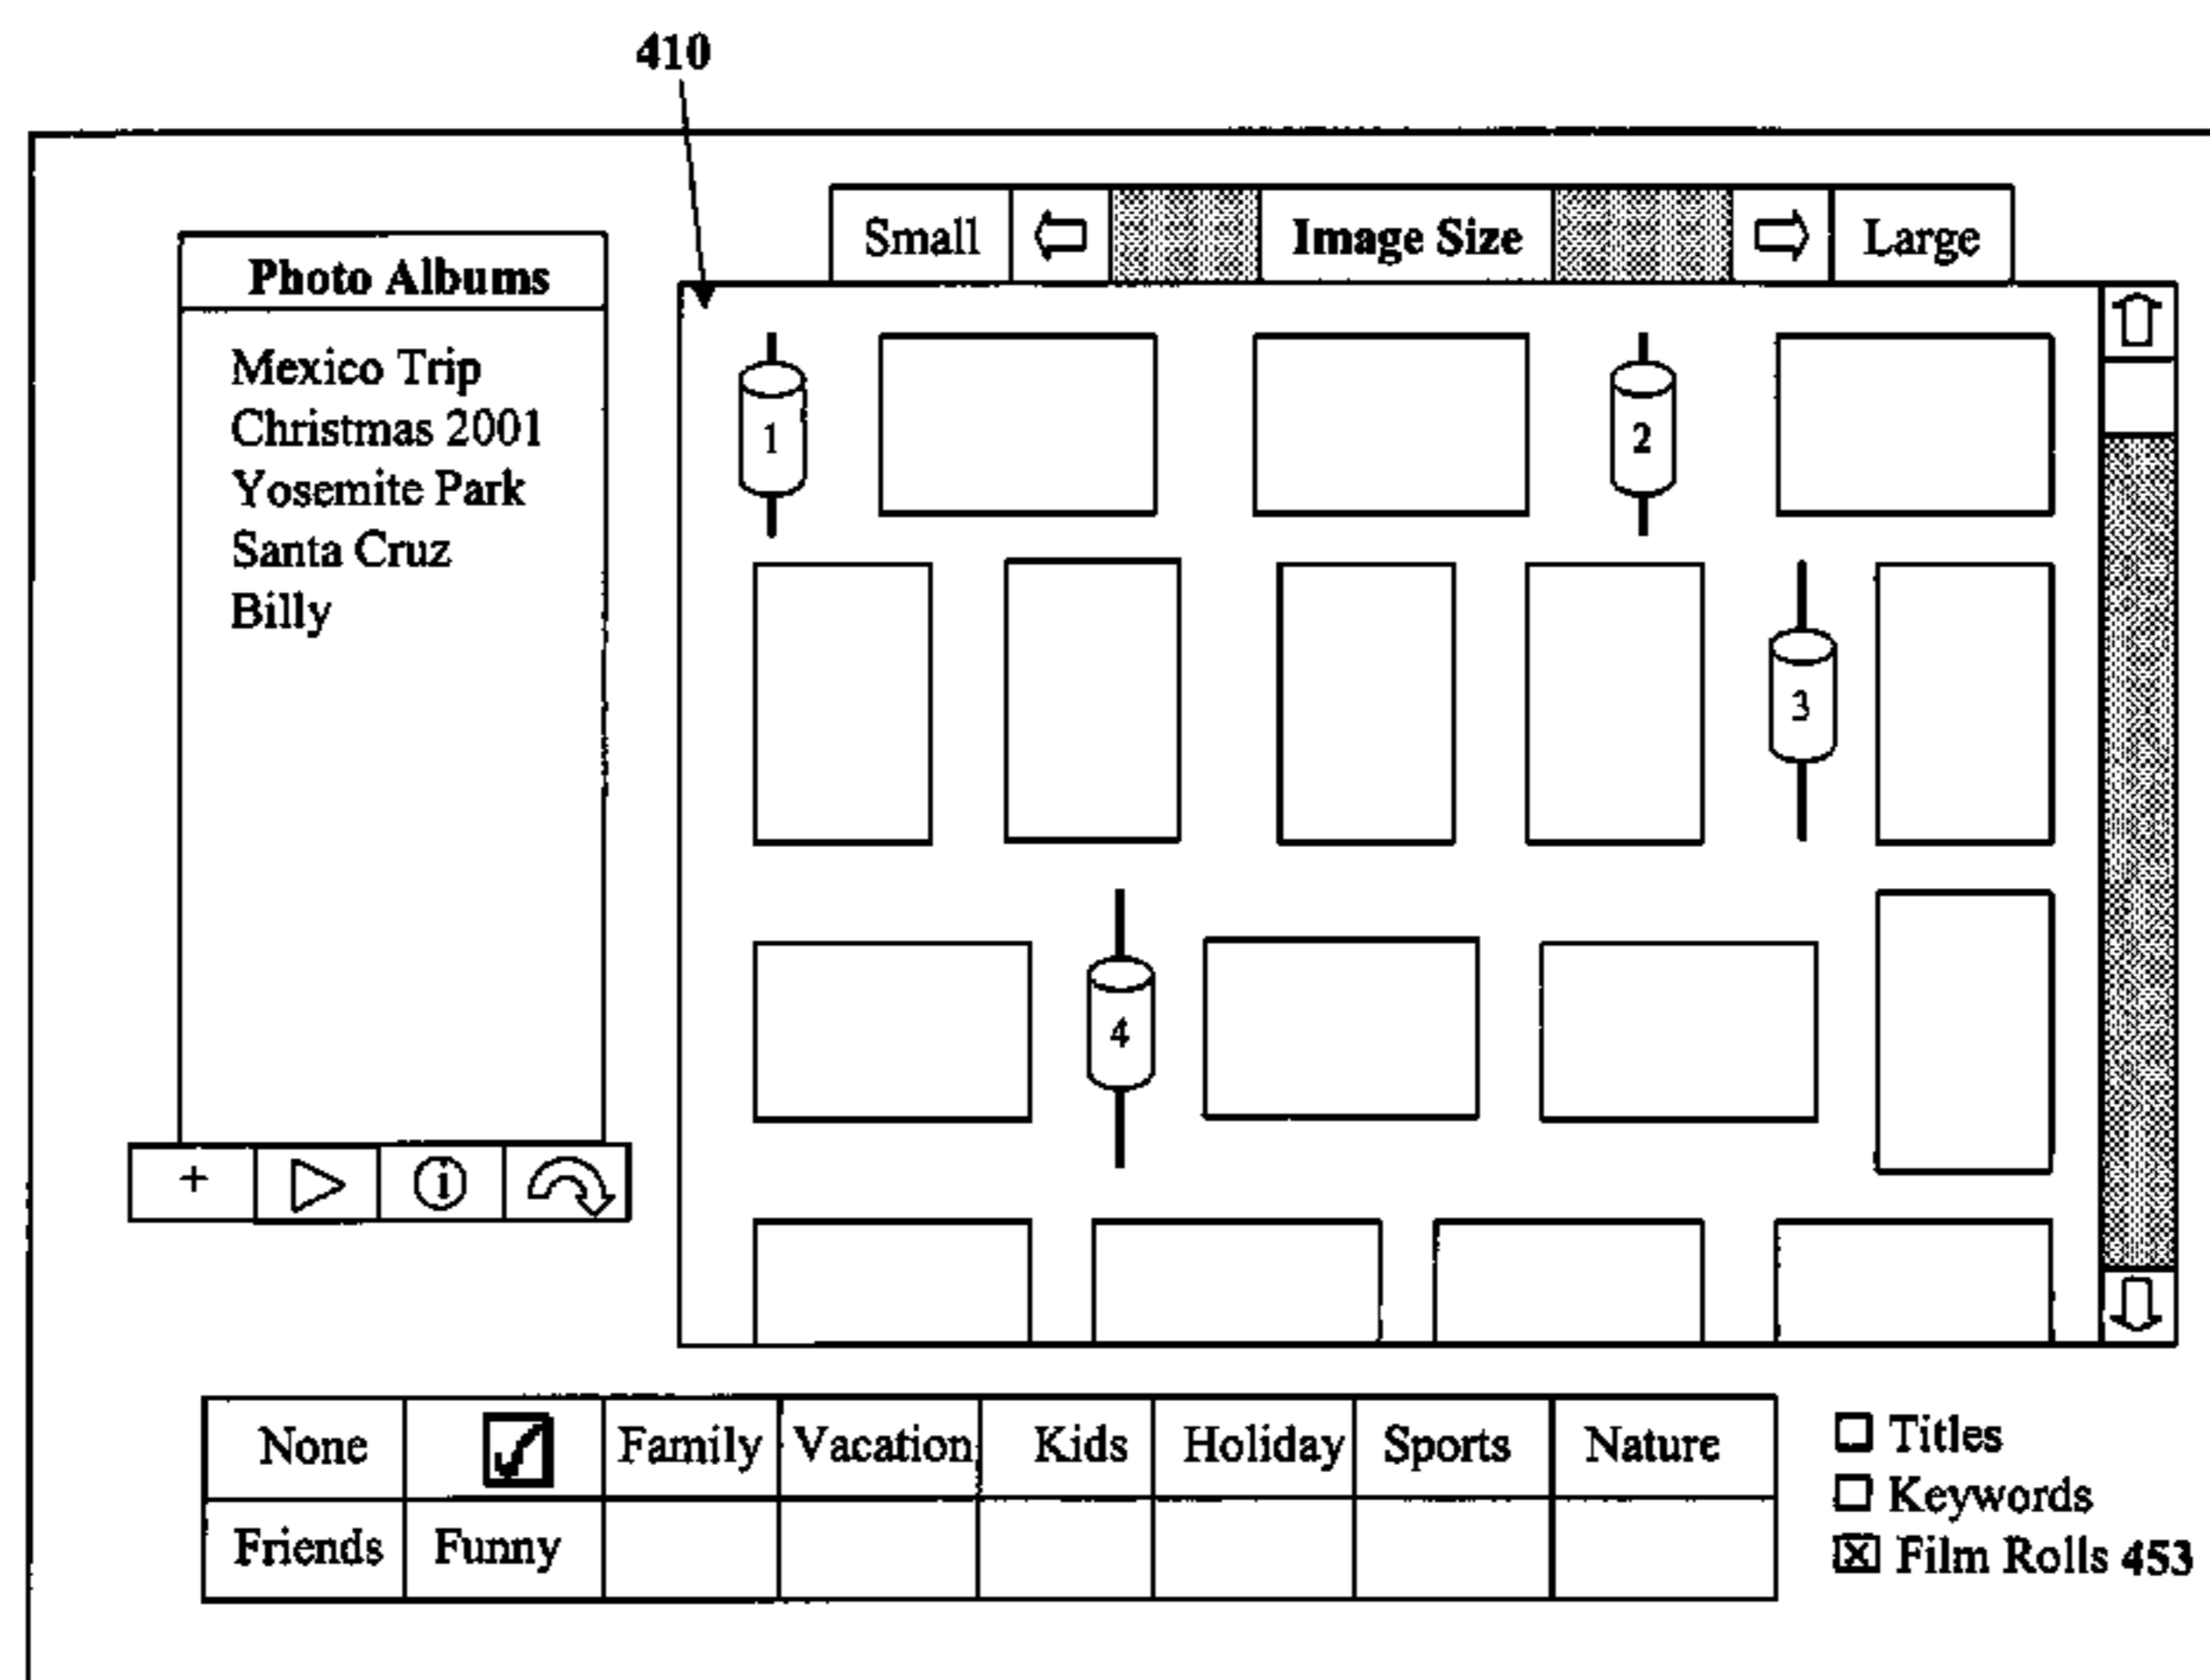 410
Small Image Size Large
Photo Albums
Mexico Trip
Christmas 2001
Yosemite Park
Santa Cruz
Billy
1
2
3
4
+
i
None Family Vacation Kids Holiday Sports Nature
Friends Funny
Titles
Keywords
Film Rolls 453